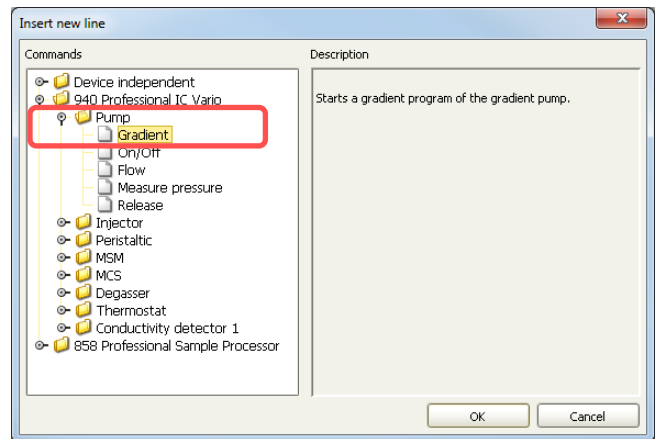 Insert new line
Commands
Device independent
940 Professional IC Vario
Pump
Gradient
On/Off
Flow
Measure pressure
Release
Injector
Peristaltic
MSM
MCS
Degasser
Thermostat
Conductivity detector 1
858 Professional Sample Processor
Description
Starts a gradient program of the gradient pump.
OK
Cancel